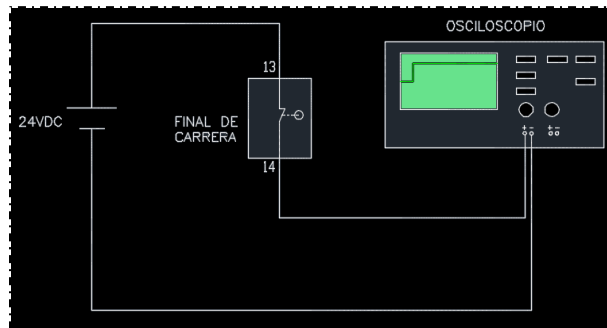 OSCILOSCOPIO
13
24VDC
FINAL DE
CARRERA
14
+ - + -